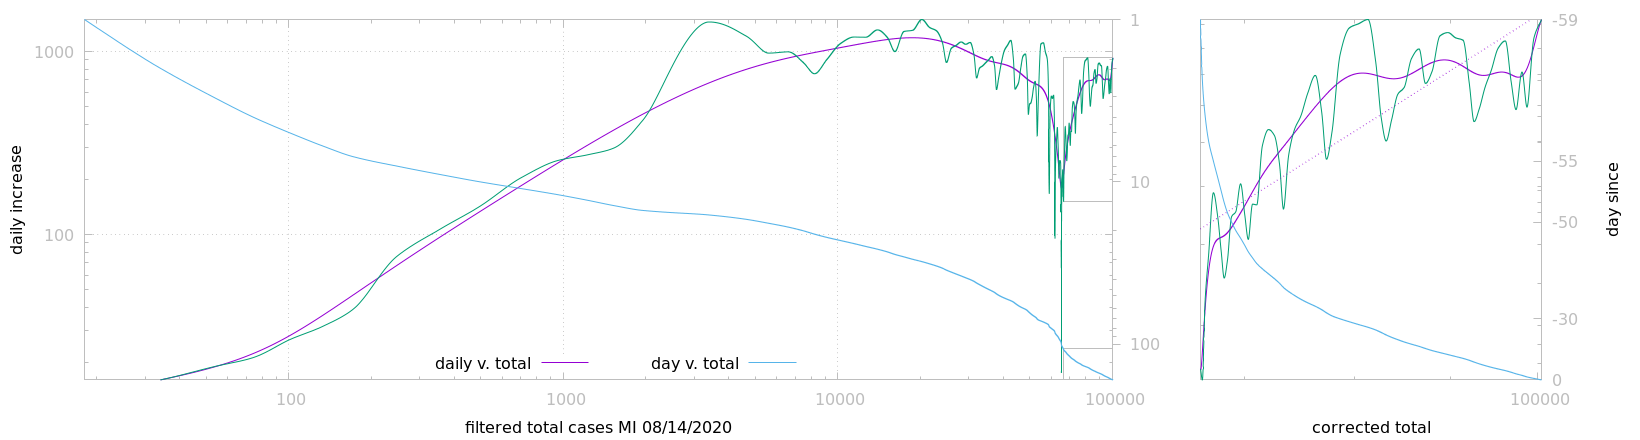 daily increase
1000
100
daily v. total
day v. total
100
1000
10000
100000
filtered total cases MI 08/14/2020
1
10
100
-59
-55
-50
-30
0
day since
100000
corrected total